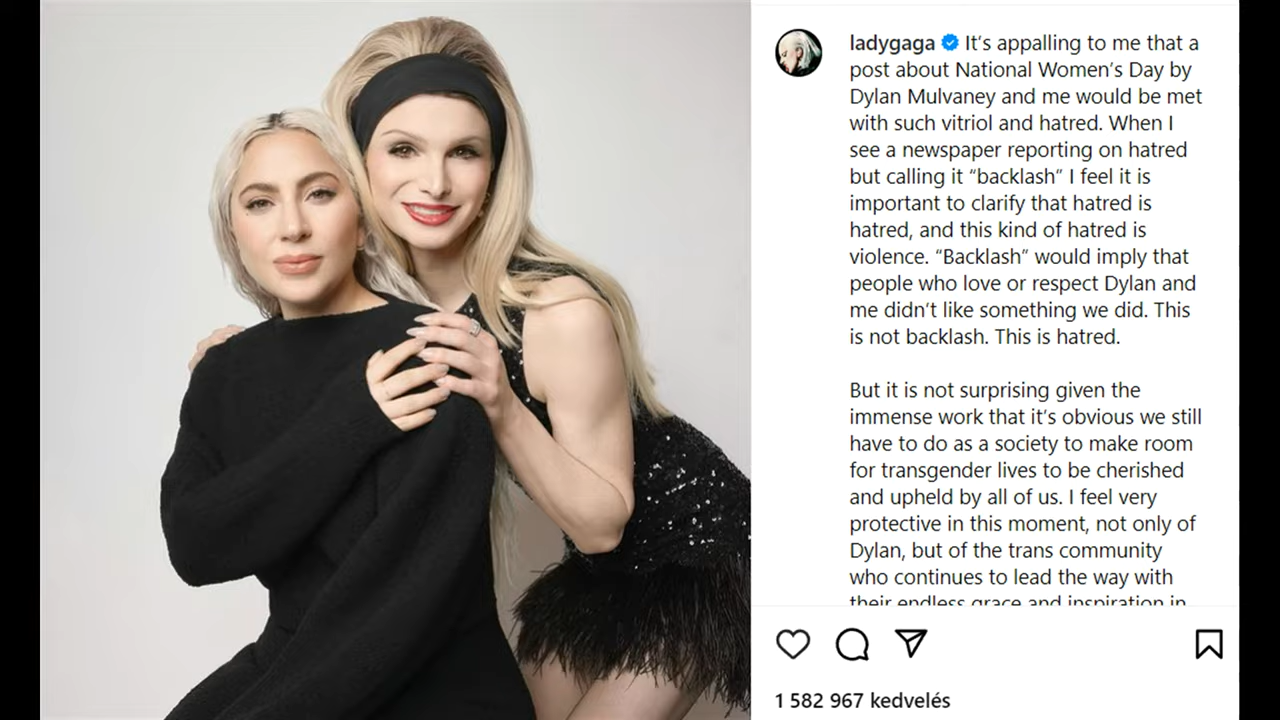 ladygaga It’s appalling to me that a
post about National Women’s Day by
Dylan Mulvaney and me would be met
with such vitriol and hatred. When I
see a newspaper reporting on hatred
but calling it “backlash” I feel it is
important to clarify that hatred is
hatred, and this kind of hatred is
violence. “Backlash” would imply that
people who love or respect Dylan and
me didn’t like something we did. This
is not backlash. This is hatred.
But it is not surprising given the
immense work that it’s obvious we still
have to do as a society to make room
for transgender lives to be cherished
and upheld by all of us. I feel very
protective in this moment, not only of
Dylan, but of the trans community
who continues to lead the way with
their endless grace and inspiration in
1 582 967 kedvelés